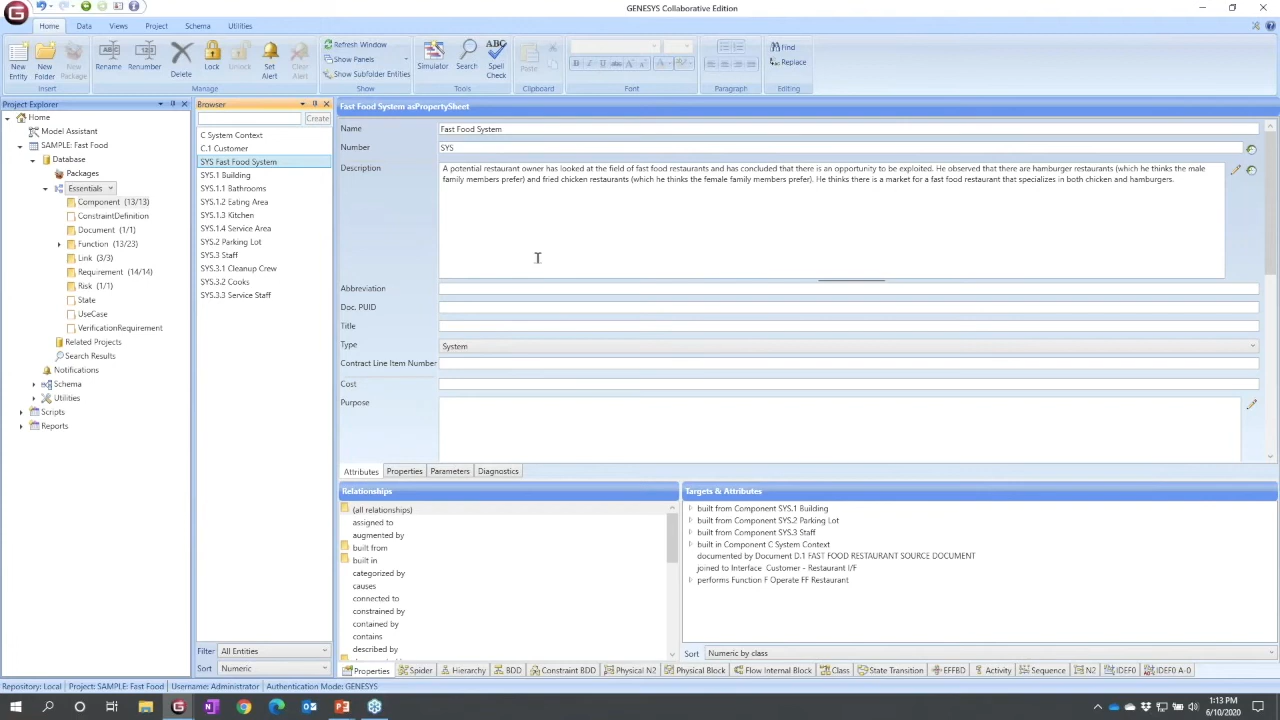 GENESYS Collaborative Edition
Home Data Views Project Schema Utilities
New Entity
New Folder
New Package
Rename
Renumber
Delete
Lock
Unlock
Set Alert
Clear Alert
Refresh Window
Show Panels
Show Subfolder Entities
Simulator
Search
ABC
Spell Check
Paste
Find
Replace
Insert Manage Show Tools Clipboard Font Paragraph Editing
Project Explorer
Home
Model Assistant
SAMPLE: Fast Food
Database
Packages
Essentials
Component (13/13)
ConstraintDefinition
Document (1/1)
Function (13/23)
Link (3/3)
Requirement (14/14)
Risk (1/1)
State
UseCase
VerificationRequirement
Related Projects
Search Results
Notifications
Schema
Utilities
Scripts
Reports
Browser
Create
C System Context
C.1 Customer
SYS Fast Food System
SYS.1 Building
SYS.1.1 Bathrooms
SYS.1.2 Eating Area
SYS.1.3 Kitchen
SYS.1.4 Service Area
SYS.2 Parking Lot
SYS.3 Staff
SYS.3.1 Cleanup Crew
SYS.3.2 Cooks
SYS.3.3 Service Staff
Filter All Entities
Sort Numeric
Fast Food System asPropertySheet
Name Fast Food System
Number SYS
Description A potential restaurant owner has looked at the field of fast food restaurants and has concluded that there is an opportunity to be exploited. He observed that there are hamburger restaurants (which he thinks the male
family members prefer) and fried chicken restaurants (which he thinks the female family members prefer). He thinks there is a market for a fast food restaurant that specializes in both chicken and hamburgers.
Abbreviation
Doc. PUID
Title
Type System
Contract Line Item Number
Cost
Purpose
Attributes Properties Parameters Diagnostics
Relationships
(all relationships)
assigned to
augmented by
built from
built in
categorized by
causes
connected to
constrained by
contained by
contains
described by
Targets & Attributes
built from Component SYS.1 Building
built from Component SYS.2 Parking Lot
built from Component SYS.3 Staff
built in Component C System Context
documented by Document D.1 FAST FOOD RESTAURANT SOURCE DOCUMENT
joined to Interface Customer - Restaurant I/F
performs Function F Operate FF Restaurant
Sort Numeric by class
Properties Spider Hierarchy BDD Constraint BDD Physical N2 Physical Block Flow Internal Block Class State Transition EFFBD Activity Sequence N2 IDEF0 IDEF0 A-0
Repository: Local Project: SAMPLE: Fast Food Username: Administrator Authentication Mode: GENESYS
1:13 PM
6/10/2020